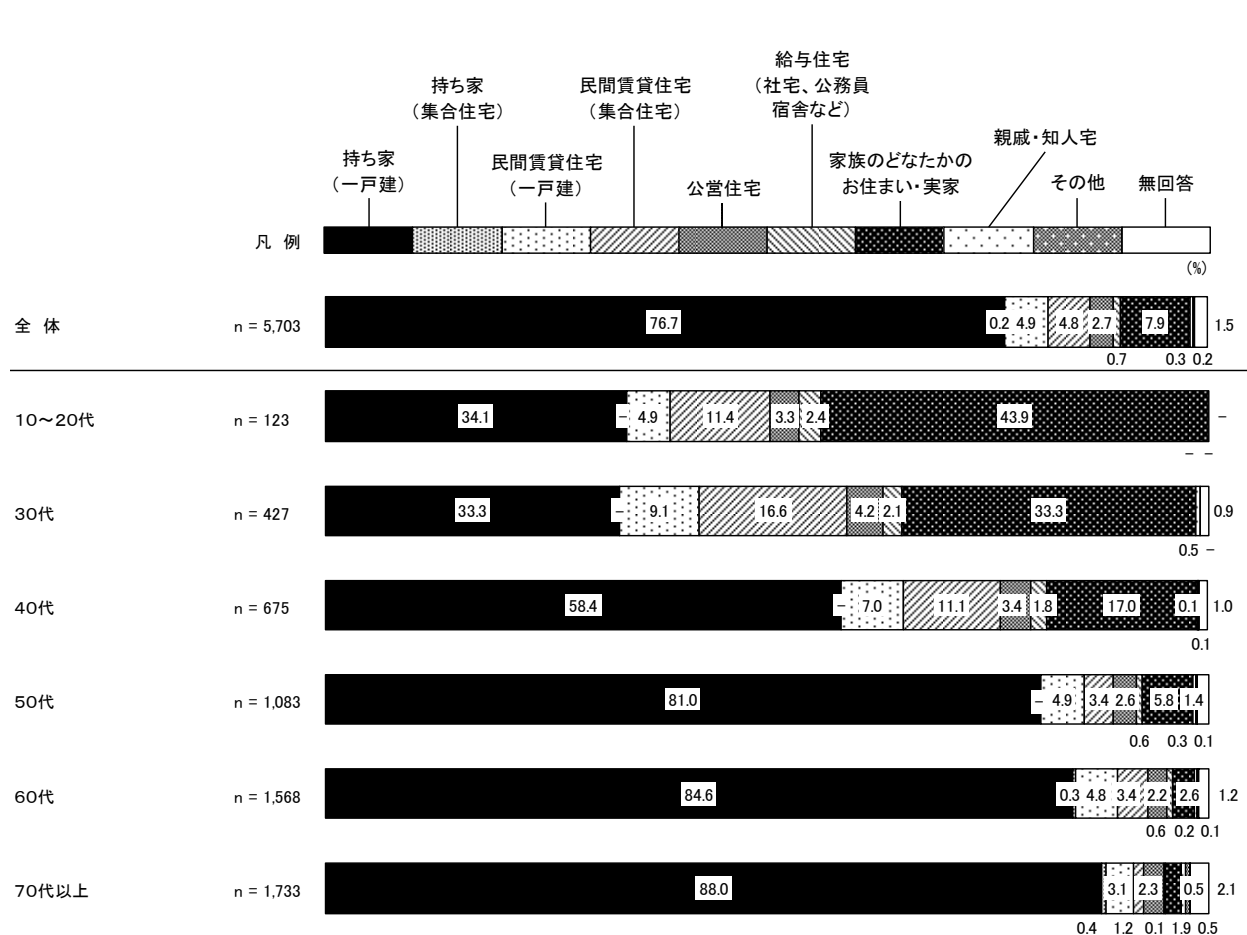 給与住宅
（社宅、公務員
宿舎など）
持ち家
（集合住宅）
民間賃貸住宅
（集合住宅）
親戚・知人宅
持ち家
（一戸建）
民間賃貸住宅
（一戸建）
公営住宅
家族のどなたかの
お住まい・実家
その他
無回答
凡 例
(%)
全 体 n = 5,703 76.7 0.2 4.9 4.8 2.7 7.9 1.5
0.7 0.3 0.2
10～20代 n = 123 34.1 － 4.9 11.4 3.3 2.4 43.9 －
－ －
30代 n = 427 33.3 － 9.1 16.6 4.2 2.1 33.3 0.9
0.5 －
40代 n = 675 58.4 － 7.0 11.1 3.4 1.8 17.0 0.1 1.0
0.1
50代 n = 1,083 81.0 － 4.9 3.4 2.6 5.8 1.4
0.6 0.3 0.1
60代 n = 1,568 84.6 0.3 4.8 3.4 2.2 2.6 1.2
0.6 0.2 0.1
70代以上 n = 1,733 88.0 3.1 2.3 0.5 2.1
0.4 1.2 0.1 1.9 0.5